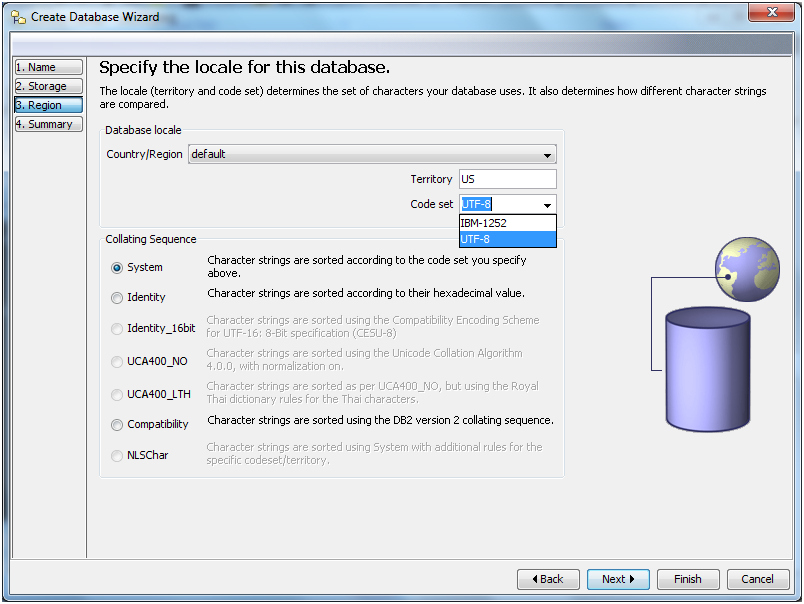 Create Database Wizard
1. Name
2. Storage
3. Region
4. Summary
Specify the locale for this database.
The locale (territory and code set) determines the set of characters your database uses. It also determines how different character strings
are compared.
Database locale
Country/Region default
Territory US
Code set UTF-8
IBM-1252
UTF-8
Collating Sequence
System Character strings are sorted according to the code set you specify
above.
Identity Character strings are sorted according to their hexadecimal value.
Identity_16bit Character strings are sorted using the Compatibility Encoding Scheme
for UTF-16: 8-Bit specification (CESU-8)
UCA400_NO Character strings are sorted using the Unicode Collation Algorithm
4.0.0, with normalization on.
UCA400_LTH Character strings are sorted as per UCA400_NO, but using the Royal
Thai dictionary rules for the Thai characters.
Compatibility Character strings are sorted using the DB2 version 2 collating sequence.
NLSChar Character strings are sorted using System with additional rules for the
specific codeset/territory.
Back Next Finish Cancel